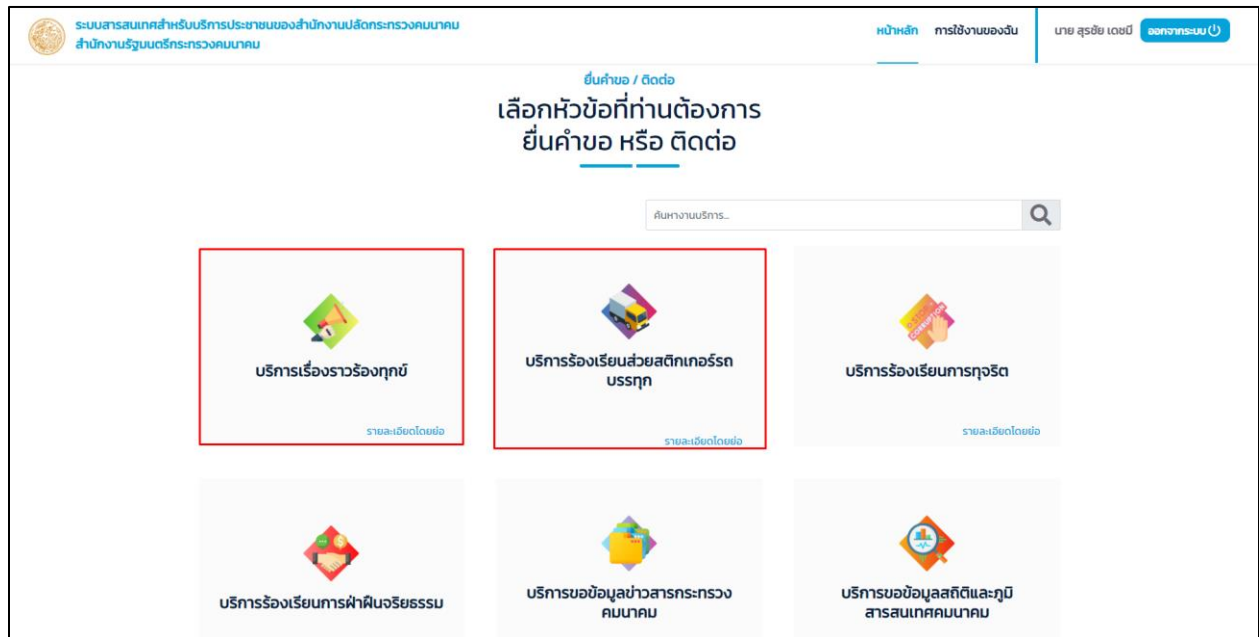 ระบบสารสนเทศสำหรับบริการประชาชนของสำนักงานปลัดกระทรวงคมนาคม
สำนักงานรัฐมนตรีกระทรวงคมนาคม
หน้าหลัก การใช้งานของฉัน นาย สุรชัย เดชมี ออกจากระบบ
ยื่นคำขอ / ติดต่อ
เลือกหัวข้อที่ท่านต้องการ
ยื่นคำขอ หรือ ติดต่อ
ค้นหางานบริการ...
บริการเรื่องราวร้องทุกข์
รายละเอียดโดยย่อ
บริการร้องเรียนส่วยสติกเกอร์รถ
บรรทุก
รายละเอียดโดยย่อ
บริการร้องเรียนการทุจริต
รายละเอียดโดยย่อ
บริการร้องเรียนการฝ่าฝืนจริยธรรม
บริการขอข้อมูลข่าวสารกระทรวง
คมนาคม
บริการขอข้อมูลสถิติและภูมิ
สารสนเทศคมนาคม